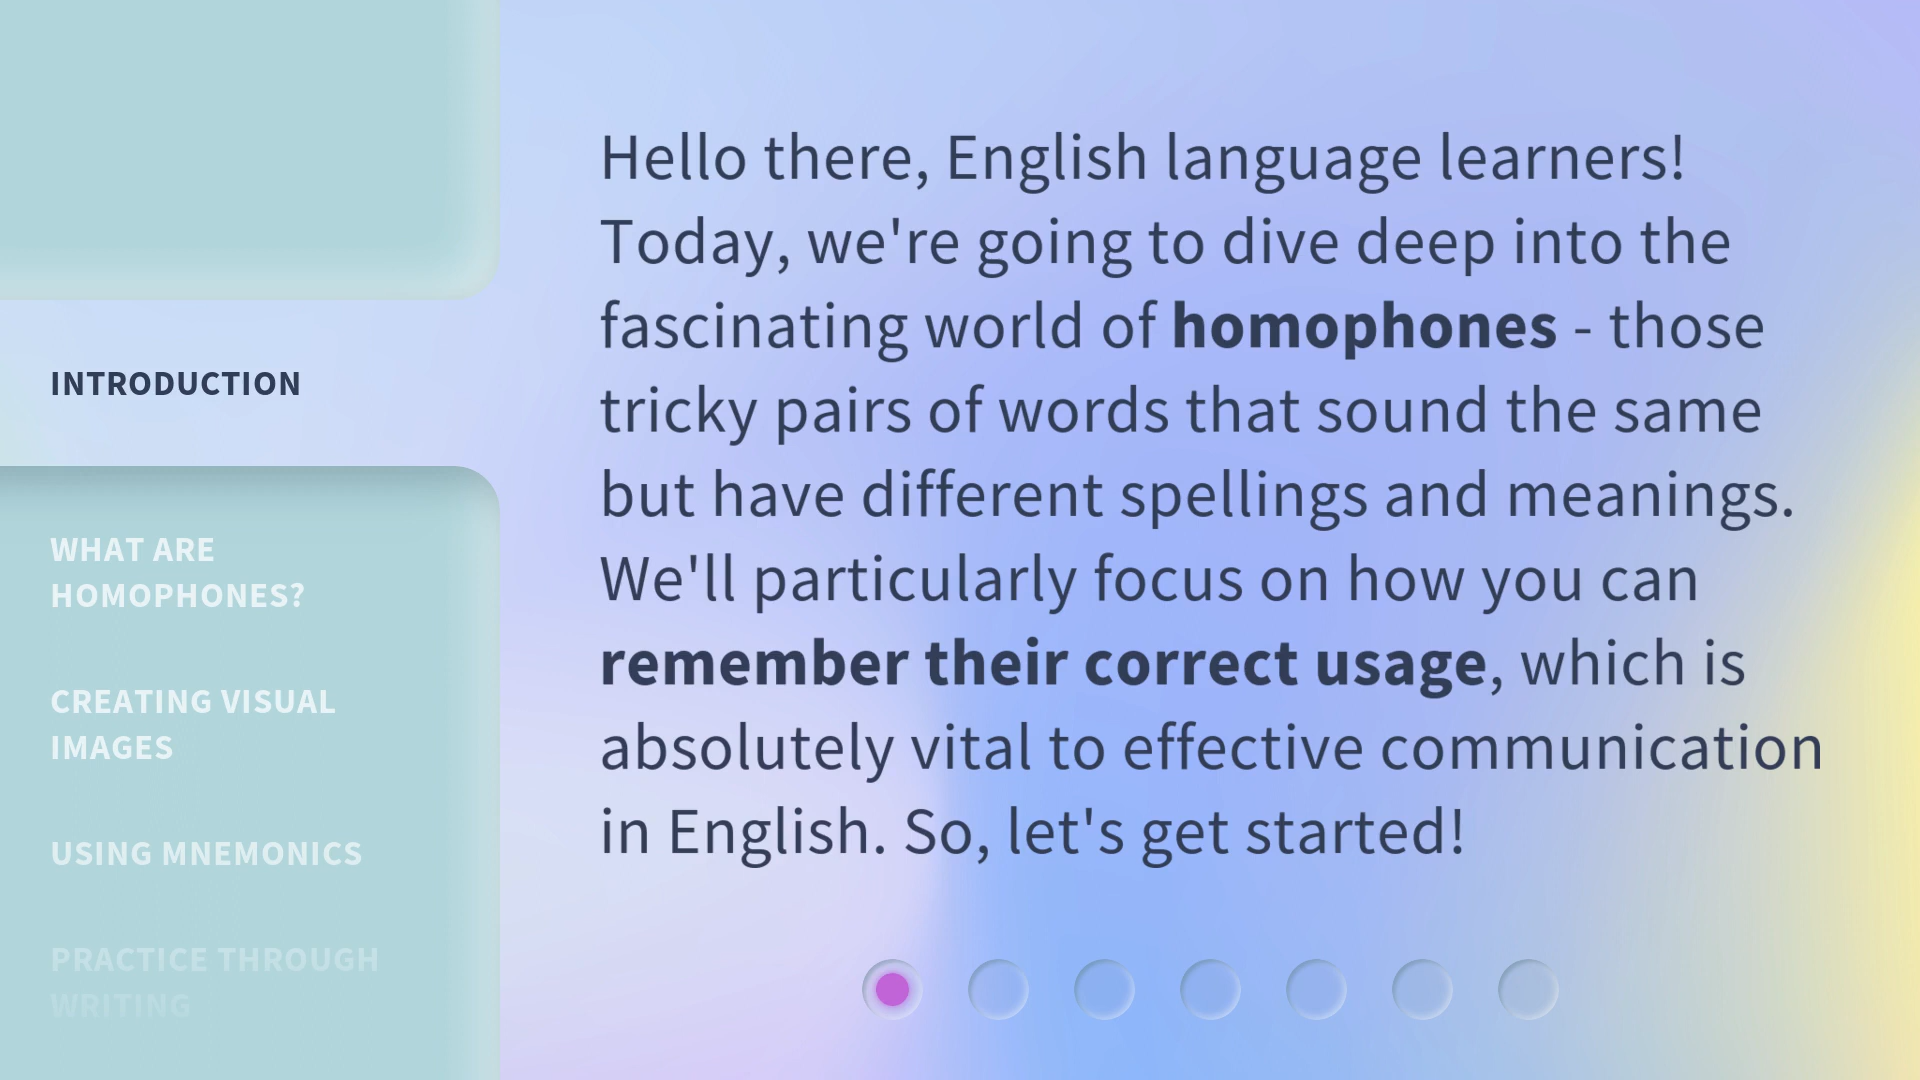 INTRODUCTION
WHAT ARE
HOMOPHONES?
CREATING VISUAL
IMAGES
USING MNEMONICS
PRACTICE THROUGH
WRITING
Hello there, English language learners!
Today, we're going to dive deep into the
fascinating world of homophones - those
tricky pairs of words that sound the same
but have different spellings and meanings.
We'll particularly focus on how you can
remember their correct usage, which is
absolutely vital to effective communication
in English. So, let's get started!